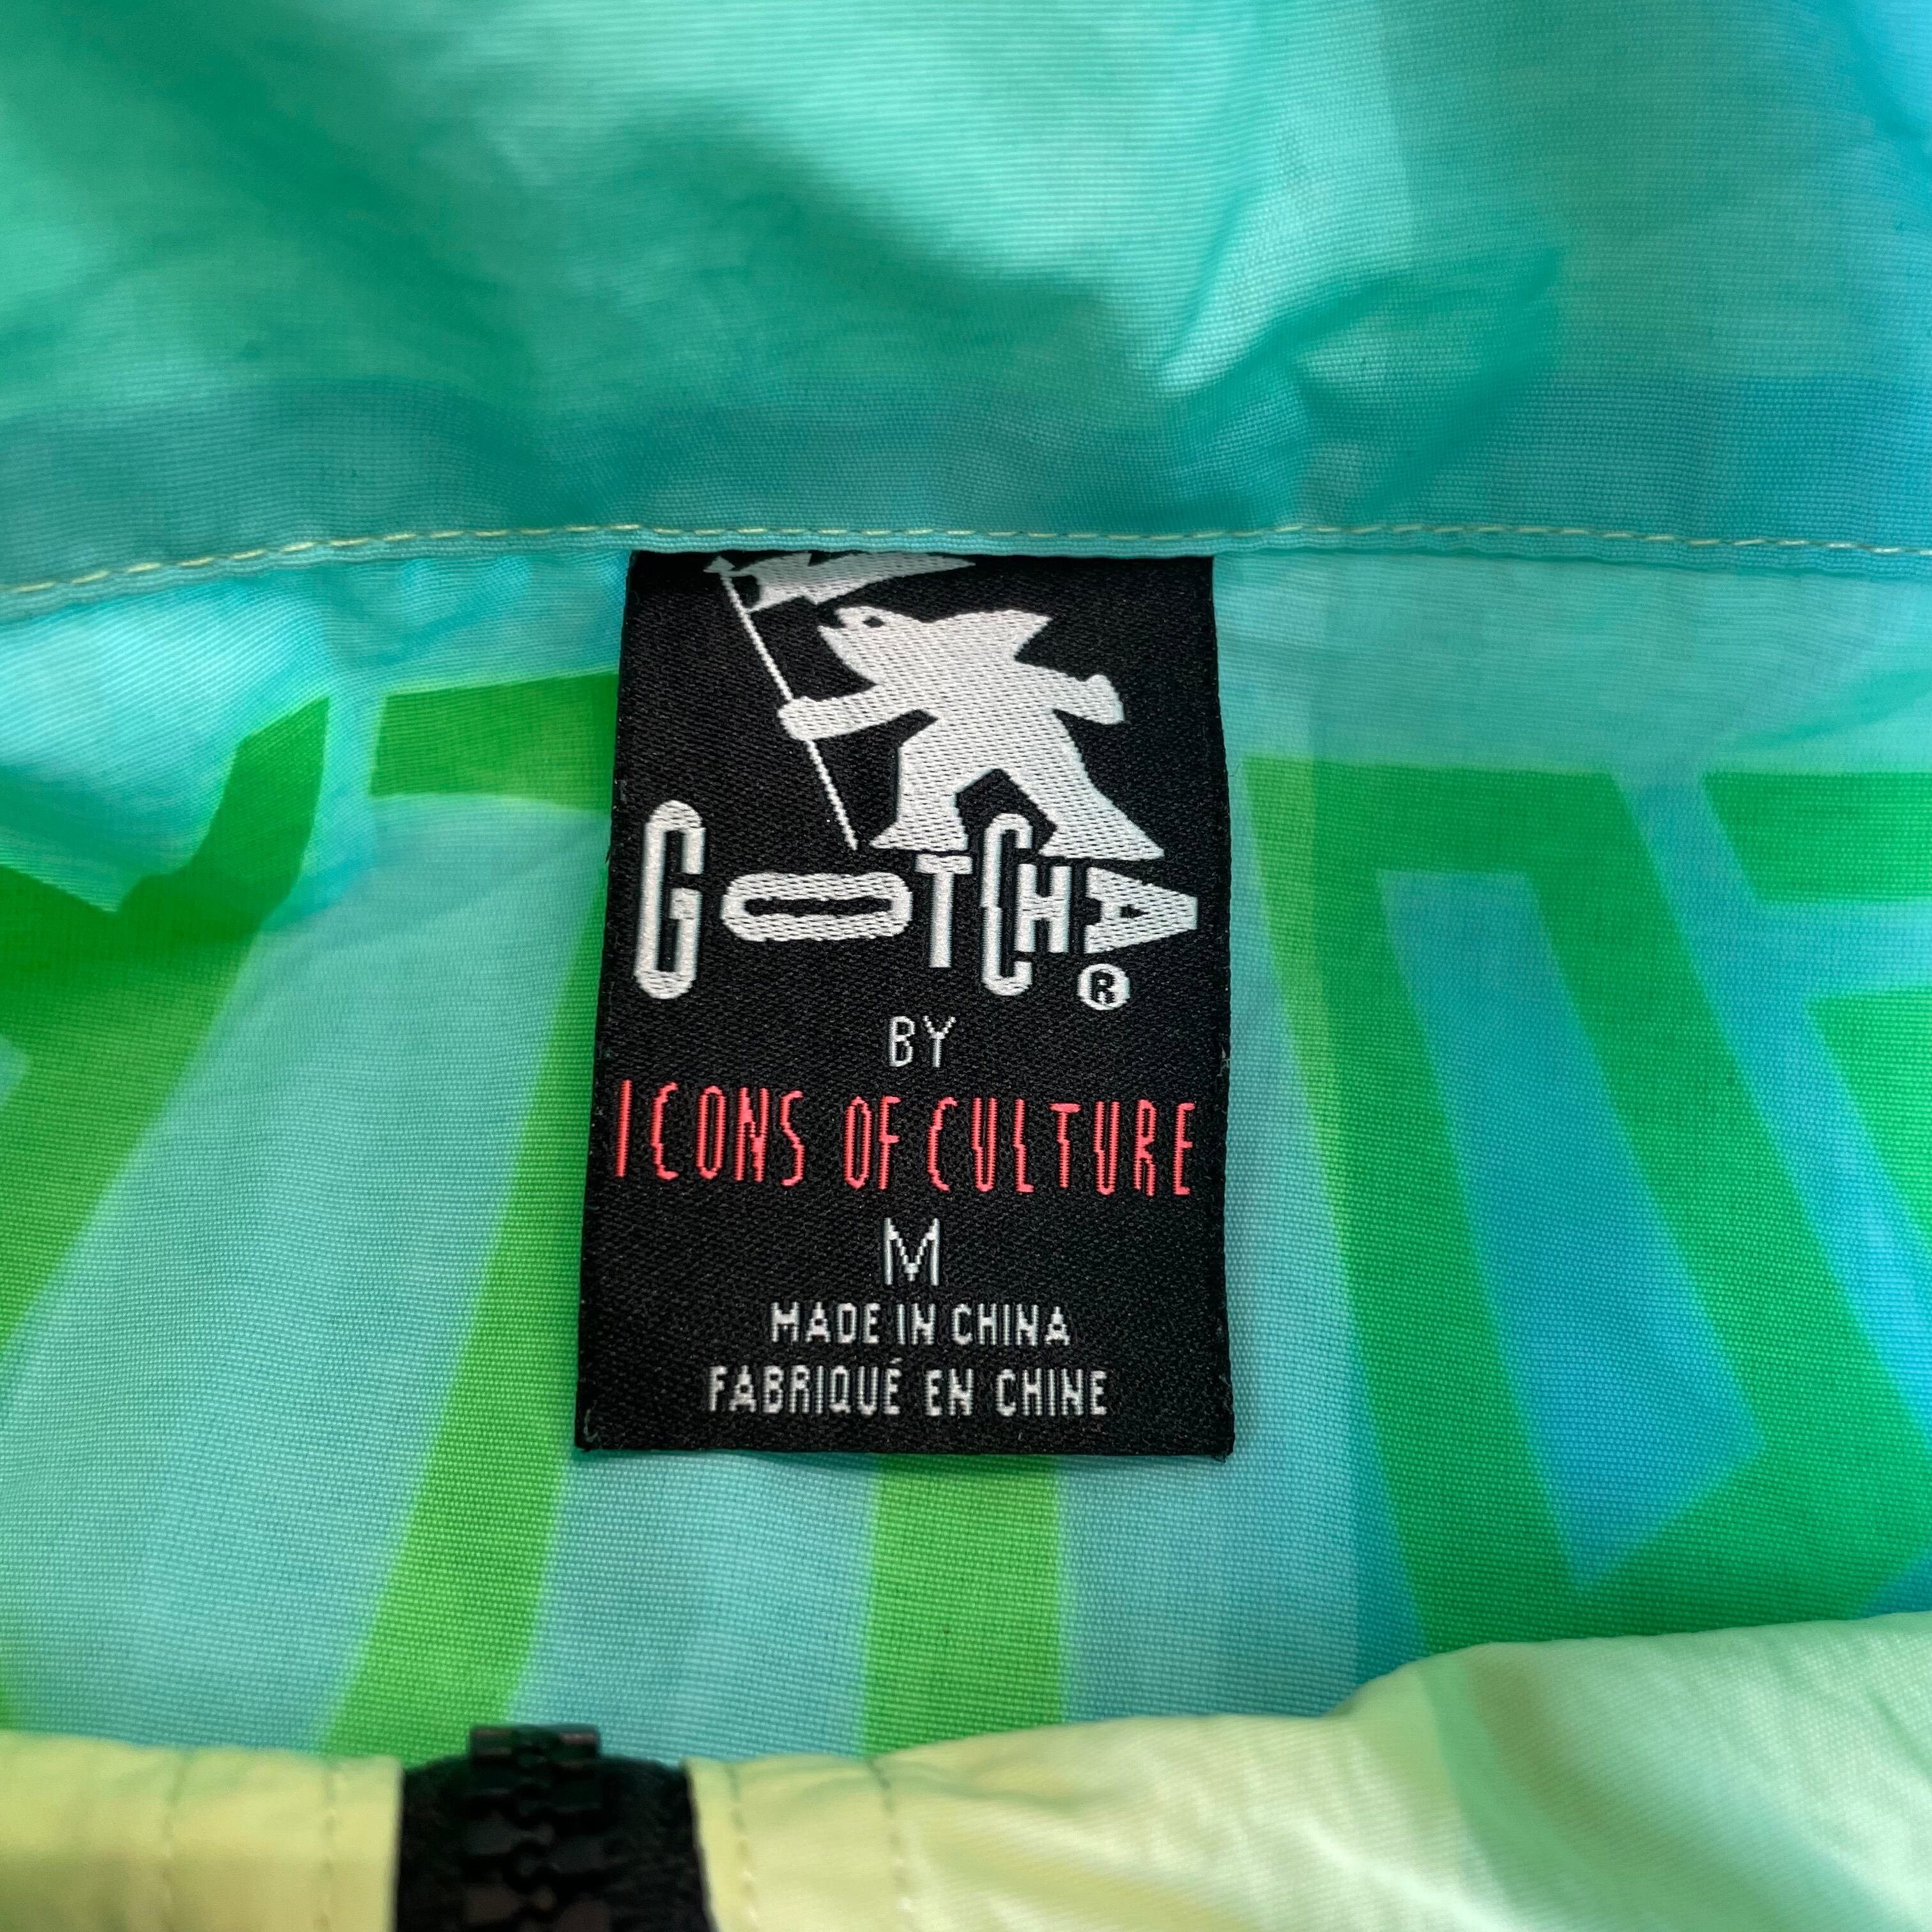 GOTCHA®
BY
ICONS OF CULTURE
M
MADE IN CHINA
FABRIQUÉ EN CHINE